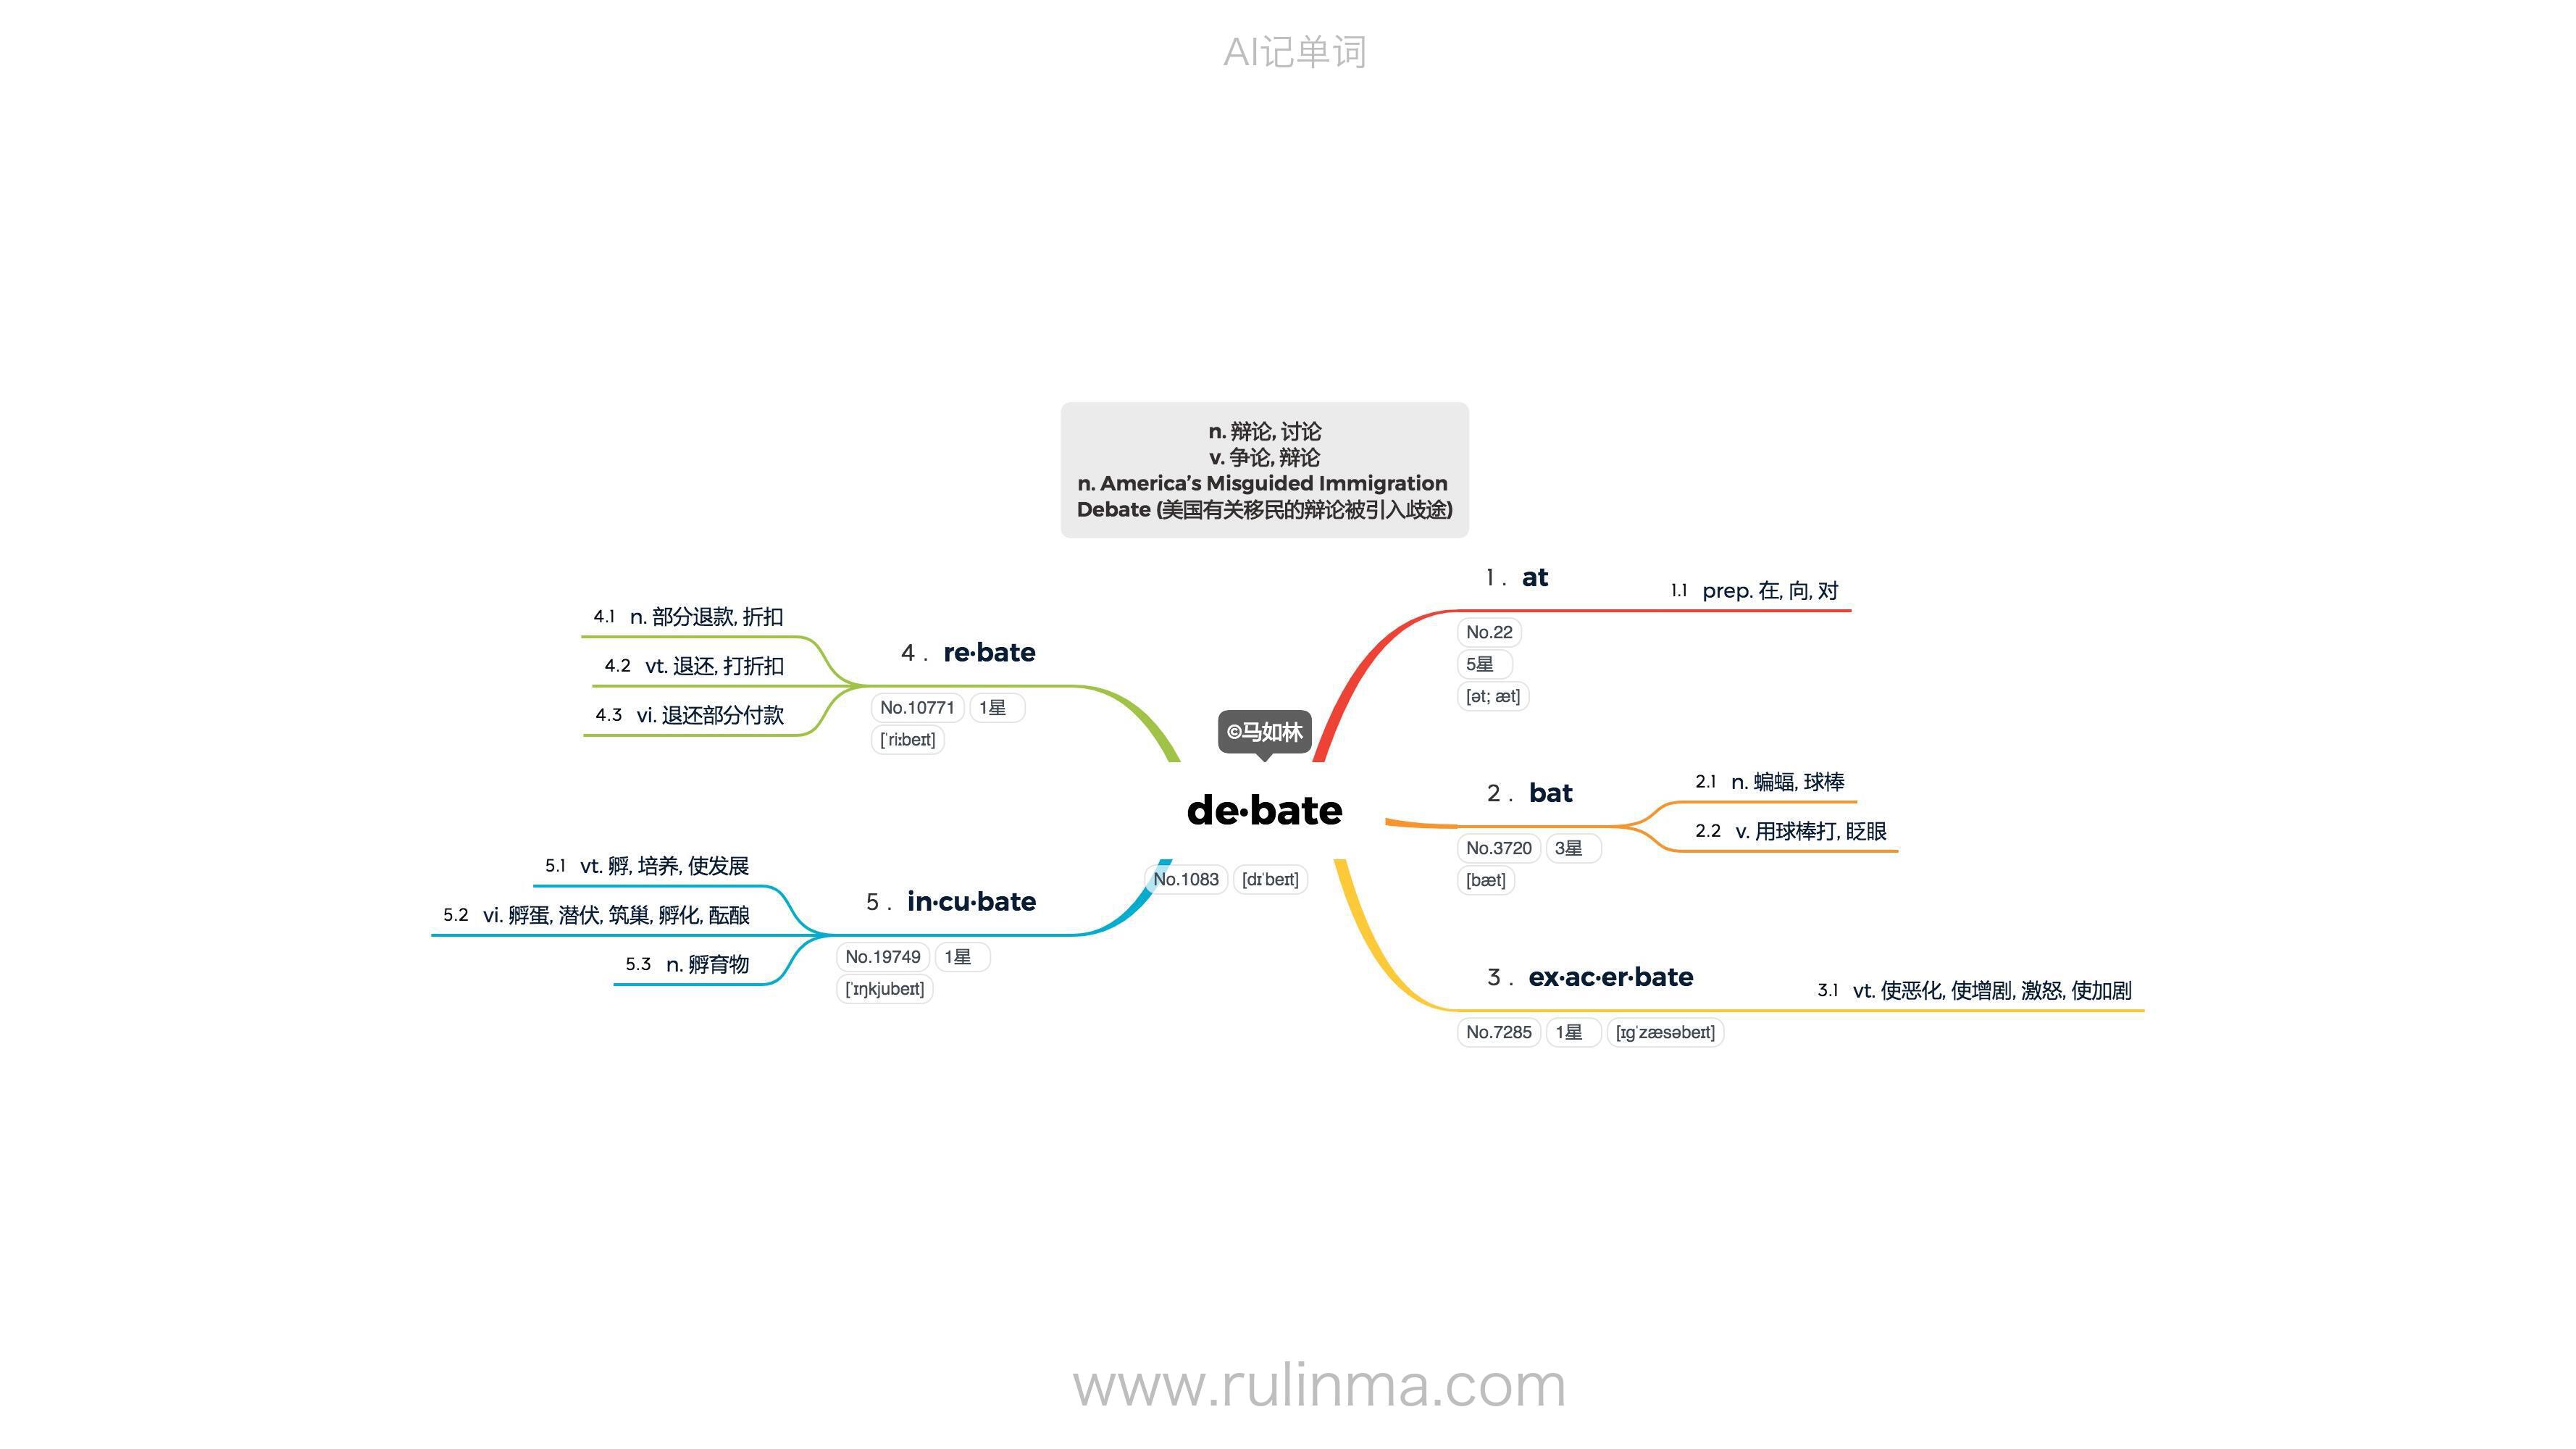 AI记单词
n. 辩论, 讨论
v. 争论, 辩论
n. America’s Misguided Immigration
Debate (美国有关移民的辩论被引入歧途)
©马如林
de·bate
No.1083 [dɪˈbeɪt]
1. at
No.22
5星
[ət; æt]
1.1 prep. 在, 向, 对
2. bat
No.3720 3星
[bæt]
2.1 n. 蝙蝠, 球棒
2.2 v. 用球棒打, 眨眼
3. ex·ac·er·bate
No.7285 1星 [ɪɡˈzæsəbeɪt]
3.1 vt. 使恶化, 使增剧, 激怒, 使加剧
4. re·bate
No.10771 1星
[ˈriːbeɪt]
4.1 n. 部分退款, 折扣
4.2 vt. 退还, 打折扣
4.3 vi. 退还部分付款
5. in·cu·bate
No.19749 1星
[ˈɪŋkjubeɪt]
5.1 vt. 孵, 培养, 使发展
5.2 vi. 孵蛋, 潜伏, 筑巢, 孵化, 酝酿
5.3 n. 孵育物
www.rulinma.com